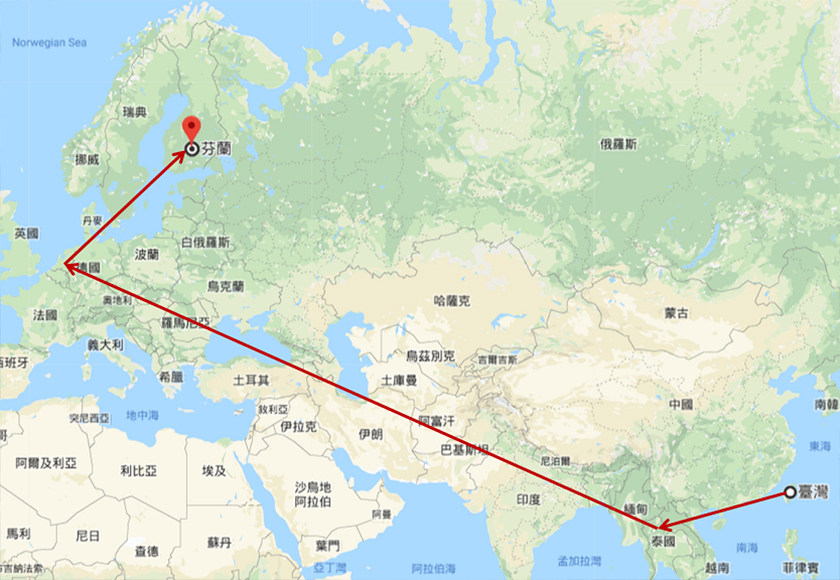 Norwegian Sea
瑞典
芬蘭
俄羅斯
挪威
丹麥
英國
白俄羅斯
波蘭
德國
烏克蘭
奧地利
哈薩克
法國
蒙古
羅馬尼亞
義大利
烏茲別克
吉爾吉斯
西班牙
希臘
土耳其
土庫曼
中國
南韓
敘利亞
地中海
突尼西亞
阿富汗
伊拉克
伊朗
東海
巴基斯坦
尼泊爾
阿爾及利亞
利比亞
埃及
沙烏地
阿拉伯
印度
臺灣
緬甸
阿曼
馬利
尼日
蘇丹
泰國
葉門
南海
查德
孟加拉灣
布吉納法索
亞丁灣
阿拉伯海
越南
菲律賓